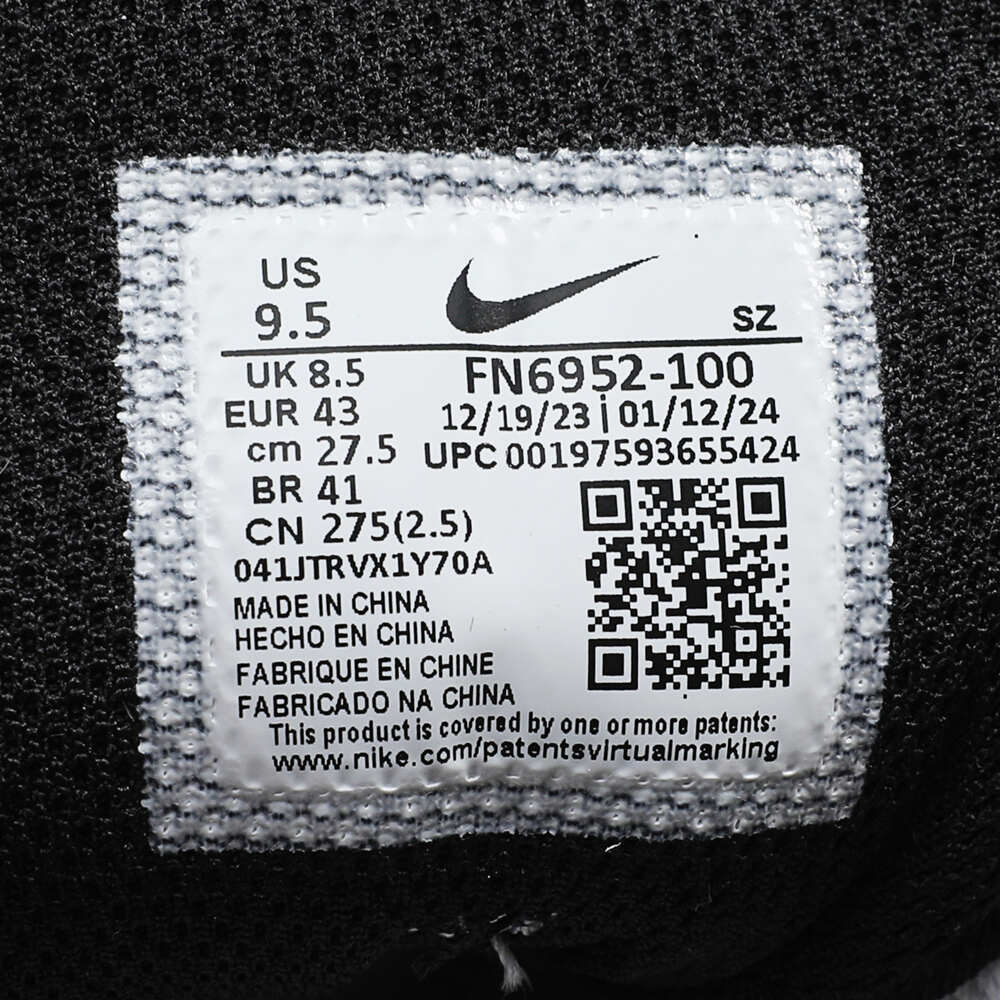 US
9.5
SZ
UK 8.5
FN6952-100
EUR 43
12/19/23 | 01/12/24
cm 27.5
UPC 00197593655424
BR 41
CN 275(2.5)
041JTRVX1Y70A
MADE IN CHINA
HECHO EN CHINA
FABRIQUE EN CHINE
FABRICADO NA CHINA
This product is covered by one or more patents:
www.nike.com/patentsvirtualmarking